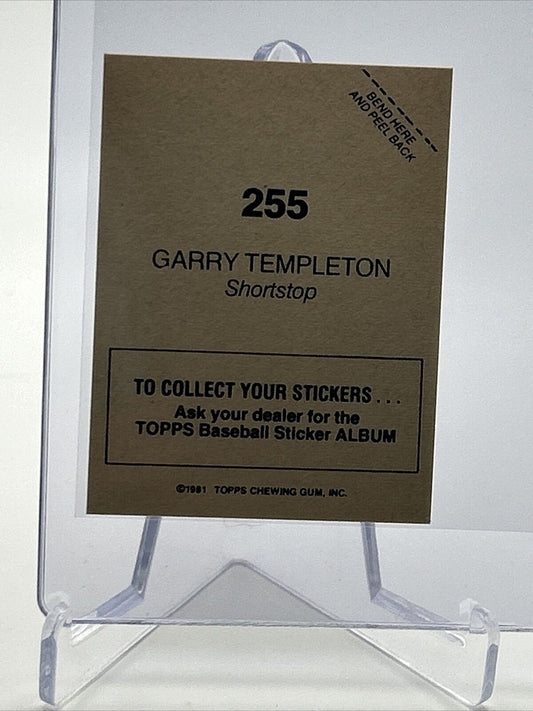 BEND HERE
AND PEEL BACK
255
GARRY TEMPLETON
Shortstop
TO COLLECT YOUR STICKERS...
Ask your dealer for the
TOPPS Baseball Sticker ALBUM
©1981 TOPPS CHEWING GUM, INC.